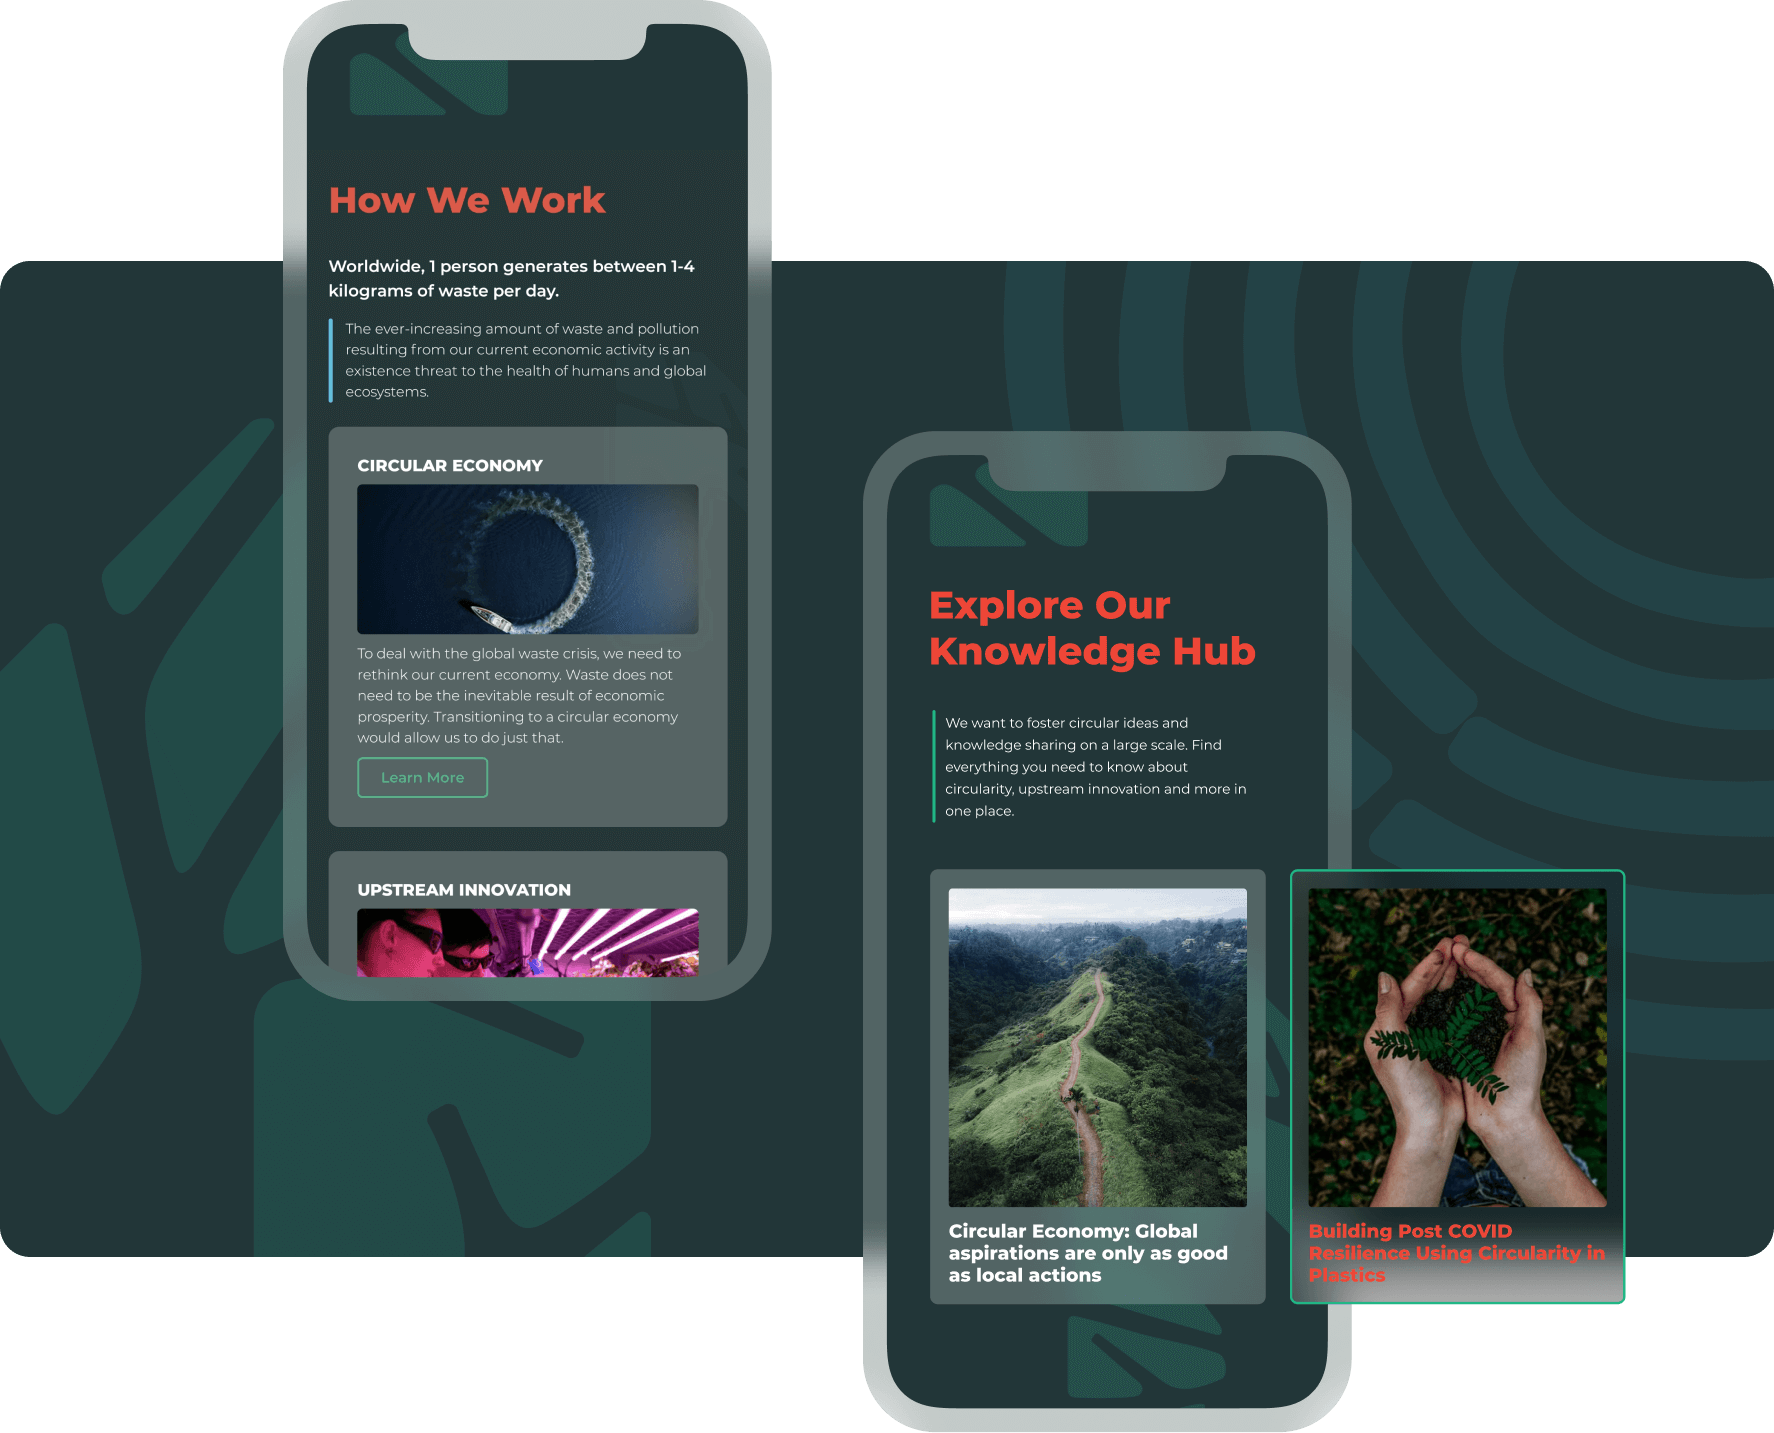 How We Work
Worldwide, 1 person generates between 1-4
kilograms of waste per day.
The ever-increasing amount of waste and pollution
resulting from our current economic activity is an
existence threat to the health of humans and global
ecosystems.
CIRCULAR ECONOMY
To deal with the global waste crisis, we need to
rethink our current economy. Waste does not
need to be the inevitable result of economic
prosperity. Transitioning to a circular economy
would allow us to do just that.
Learn More
UPSTREAM INNOVATION
Explore Our
Knowledge Hub
We want to foster circular ideas and
knowledge sharing on a large scale. Find
everything you need to know about
circularity, upstream innovation and more in
one place.
Circular Economy: Global
aspirations are only as good
as local actions
Building Post COVID
Resilience Using Circularity in
Plastics